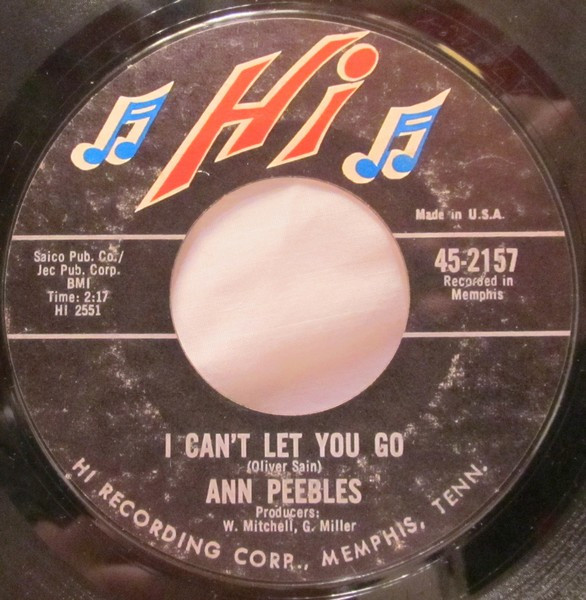 Hi
Made in U.S.A.
Saico Pub. Co./
Jec Pub. Corp.
BMI
Time: 2:17
HI 2551
45-2157
Recorded in
Memphis
I CAN'T LET YOU GO
(Oliver Sain)
ANN PEEBLES
Producers:
W. Mitchell, G. Miller
HI RECORDING CORP., MEMPHIS, TENN.